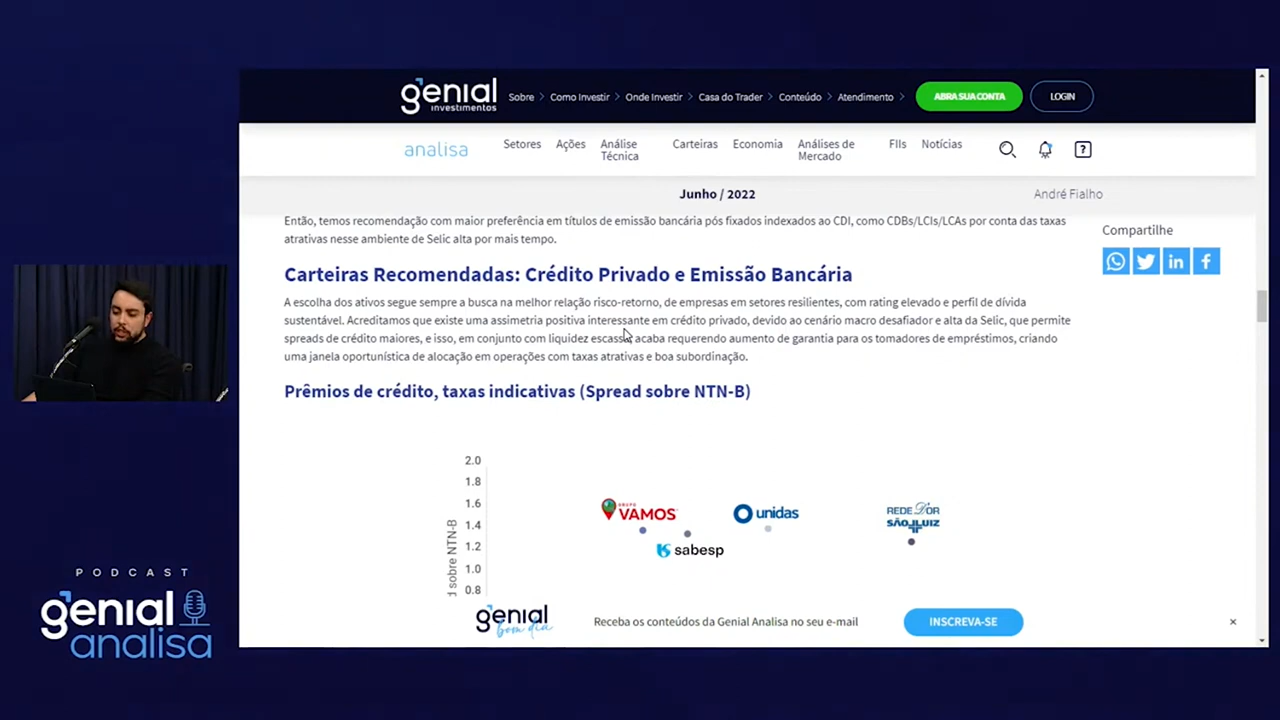 genial
investimentos
Sobre
Como Investir
Onde Investir
Casa do Trader
Conteúdo
Atendimento
ABRA SUA CONTA
LOGIN
analisa
Setores
Ações
Análise
Técnica
Carteiras
Economia
Análises de
Mercado
FIIs
Notícias
?
Junho / 2022
André Fialho
Então, temos recomendação com maior preferência em títulos de emissão bancária pós fixados indexados ao CDI, como CDBs/LCIs/LCAs por conta das taxas
atrativas nesse ambiente de Selic alta por mais tempo.
Compartilhe
Carteiras Recomendadas: Crédito Privado e Emissão Bancária
A escolha dos ativos segue sempre a busca na melhor relação risco-retorno, de empresas em setores resilientes, com rating elevado e perfil de dívida
sustentável. Acreditamos que existe uma assimetria positiva interessante em crédito privado, devido ao cenário macro desafiador e alta da Selic, que permite
spreads de crédito maiores, e isso, em conjunto com liquidez escassa acaba requerendo aumento de garantia para os tomadores de empréstimos, criando
uma janela oportunística de alocação em operações com taxas atrativas e boa subordinação.
Prêmios de crédito, taxas indicativas (Spread sobre NTN-B)
2.0
1.8
1.6
1.4
1.2
1.0
0.8
d sobre NTN-B
GRUPO
VAMOS
unidas
REDE D'OR
SÃO LUIZ
sabesp
genial
bom dia
Receba os conteúdos da Genial Analisa no seu e-mail
INSCREVA-SE
×
PODCAST
genial
analisa